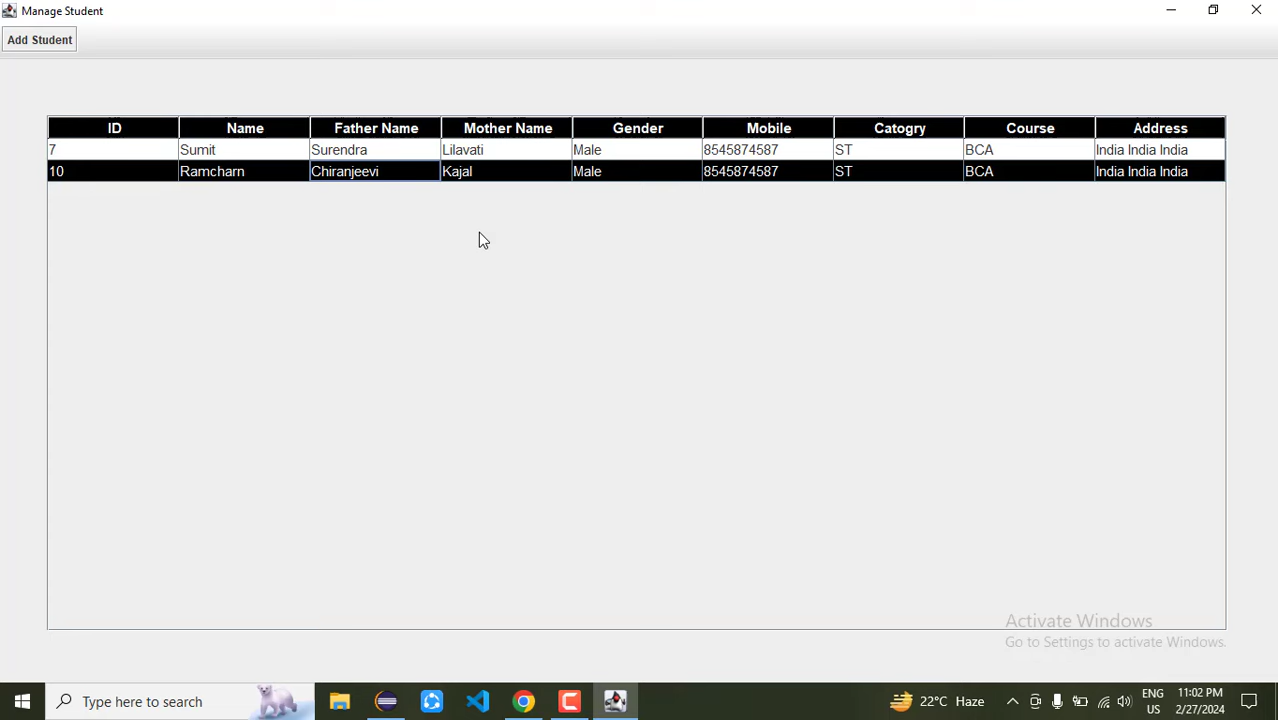 Manage Student
Add Student
ID Name Father Name Mother Name Gender Mobile Catogry Course Address
7 Sumit Surendra Lilavati Male 8545874587 ST BCA India India India
10 Ramcharn Chiranjeevi Kajal Male 8545874587 ST BCA India India India
Activate Windows
Go to Settings to activate Windows.
Type here to search
22°C Haze
ENG
US
11:02 PM
2/27/2024